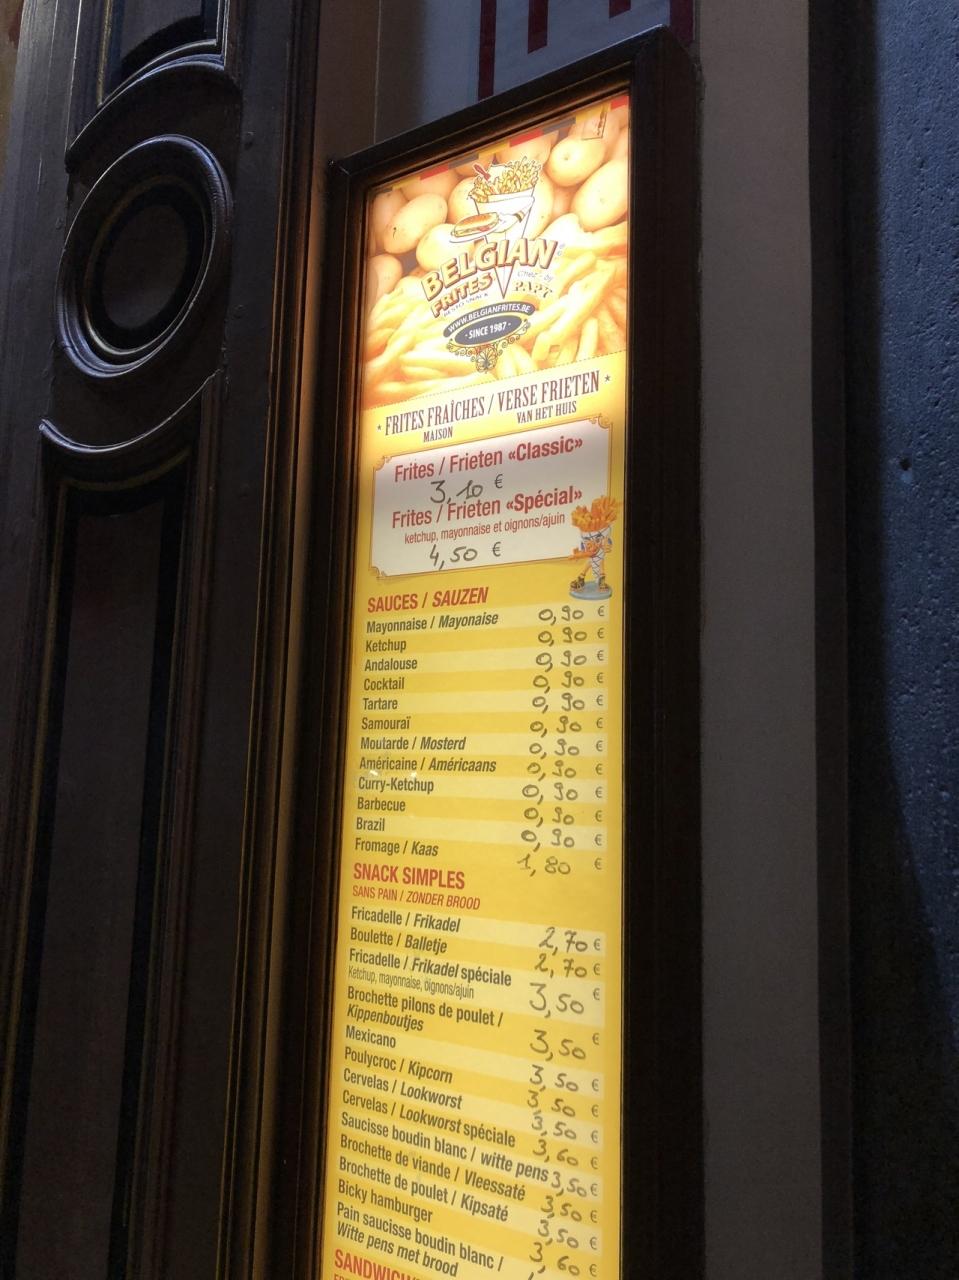 BELGIAN
FRITES
Chez
PAPY
RESTO SNACK
WWW.BELGIANFRITES.BE
· SINCE 1987 ·
* FRITES FRAÎCHES / VERSE FRIETEN *
MAISON VAN HET HUIS
Frites / Frieten «Classic»
3,10 €
Frites / Frieten «Spécial»
ketchup, mayonnaise et oignons/ajuin
4,50 €
SAUCES / SAUZEN
Mayonnaise / Mayonaise 0,90 €
Ketchup 0,90 €
Andalouse 0,90 €
Cocktail 0,90 €
Tartare 0,90 €
Samouraï 0,90 €
Moutarde / Mosterd 0,90 €
Américaine / Américaans 0,90 €
Curry-Ketchup 0,90 €
Barbecue 0,90 €
Brazil 0,90 €
Fromage / Kaas 1,80 €
SNACK SIMPLES
SANS PAIN / ZONDER BROOD
Fricadelle / Frikadel 2,70 €
Boulette / Balletje 2,70 €
Fricadelle / Frikadel spéciale 3,50 €
Ketchup, mayonnaise, oignons/ajuin
Brochette pilons de poulet /
Kippenboutjes 3,50 €
Mexicano 3,50 €
Poulycroc / Kipcorn 3,50 €
Cervelas / Lookworst 3,50 €
Cervelas / Lookworst spéciale 3,60 €
Saucisse boudin blanc / witte pens 3,50 €
Brochette de viande / Vleessaté 3,50 €
Brochette de poulet / Kipsaté 3,50 €
Bicky hamburger 3,60 €
Pain saucisse boudin blanc /
Witte pens met brood